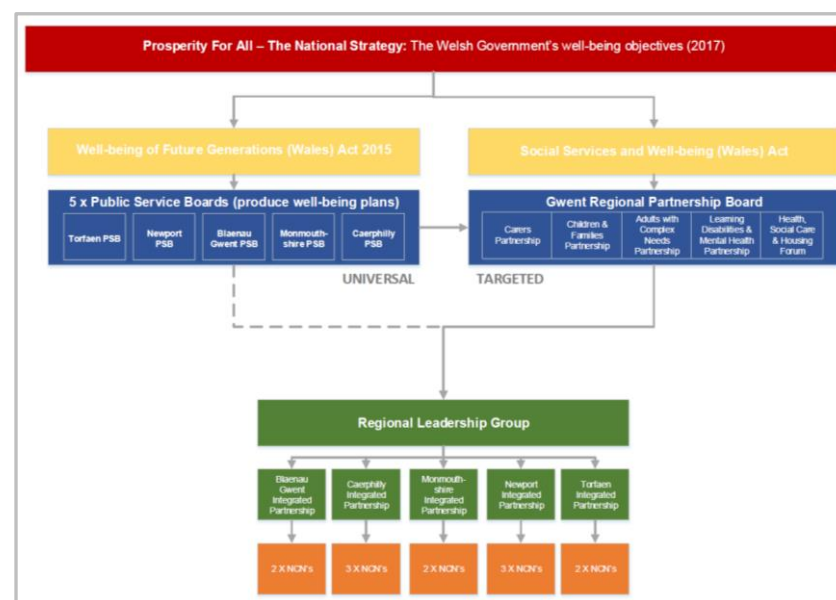 Prosperity For All – The National Strategy: The Welsh Government's well-being objectives (2017)
Well-being of Future Generations (Wales) Act 2015
Social Services and Well-being (Wales) Act
5 x Public Service Boards (produce well-being plans)
Torfaen PSB
Newport
PSB
Blaenau
Gwent PSB
Monmouth-
shire PSB
Caerphilly
PSB
Gwent Regional Partnership Board
Carers
Partnership
Children &
Families
Partnership
Adults with
Complex
Needs
Partnership
Learning
Disabilities &
Mental Health
Partnership
Health,
Social Care
& Housing
Forum
UNIVERSAL
TARGETED
Regional Leadership Group
Blaenau
Gwent
Integrated
Partnership
Caerphilly
Integrated
Partnership
Monmouth-
shire
Integrated
Partnership
Newport
Integrated
Partnership
Torfaen
Integrated
Partnership
2 X NCN's
3 X NCN's
2 X NCN's
3 X NCN's
2 X NCN's